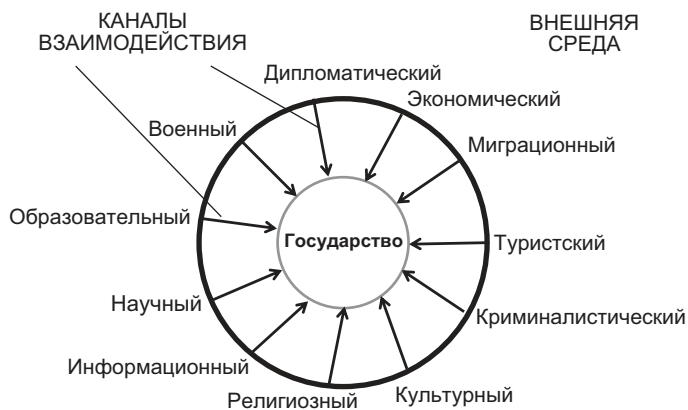 КАНАЛЫ
ВЗАИМОДЕЙСТВИЯ
ВНЕШНЯЯ
СРЕДА
Дипломатический
Экономический
Военный
Миграционный
Образовательный
Государство
Туристский
Научный
Криминалистический
Информационный
Религиозный
Культурный